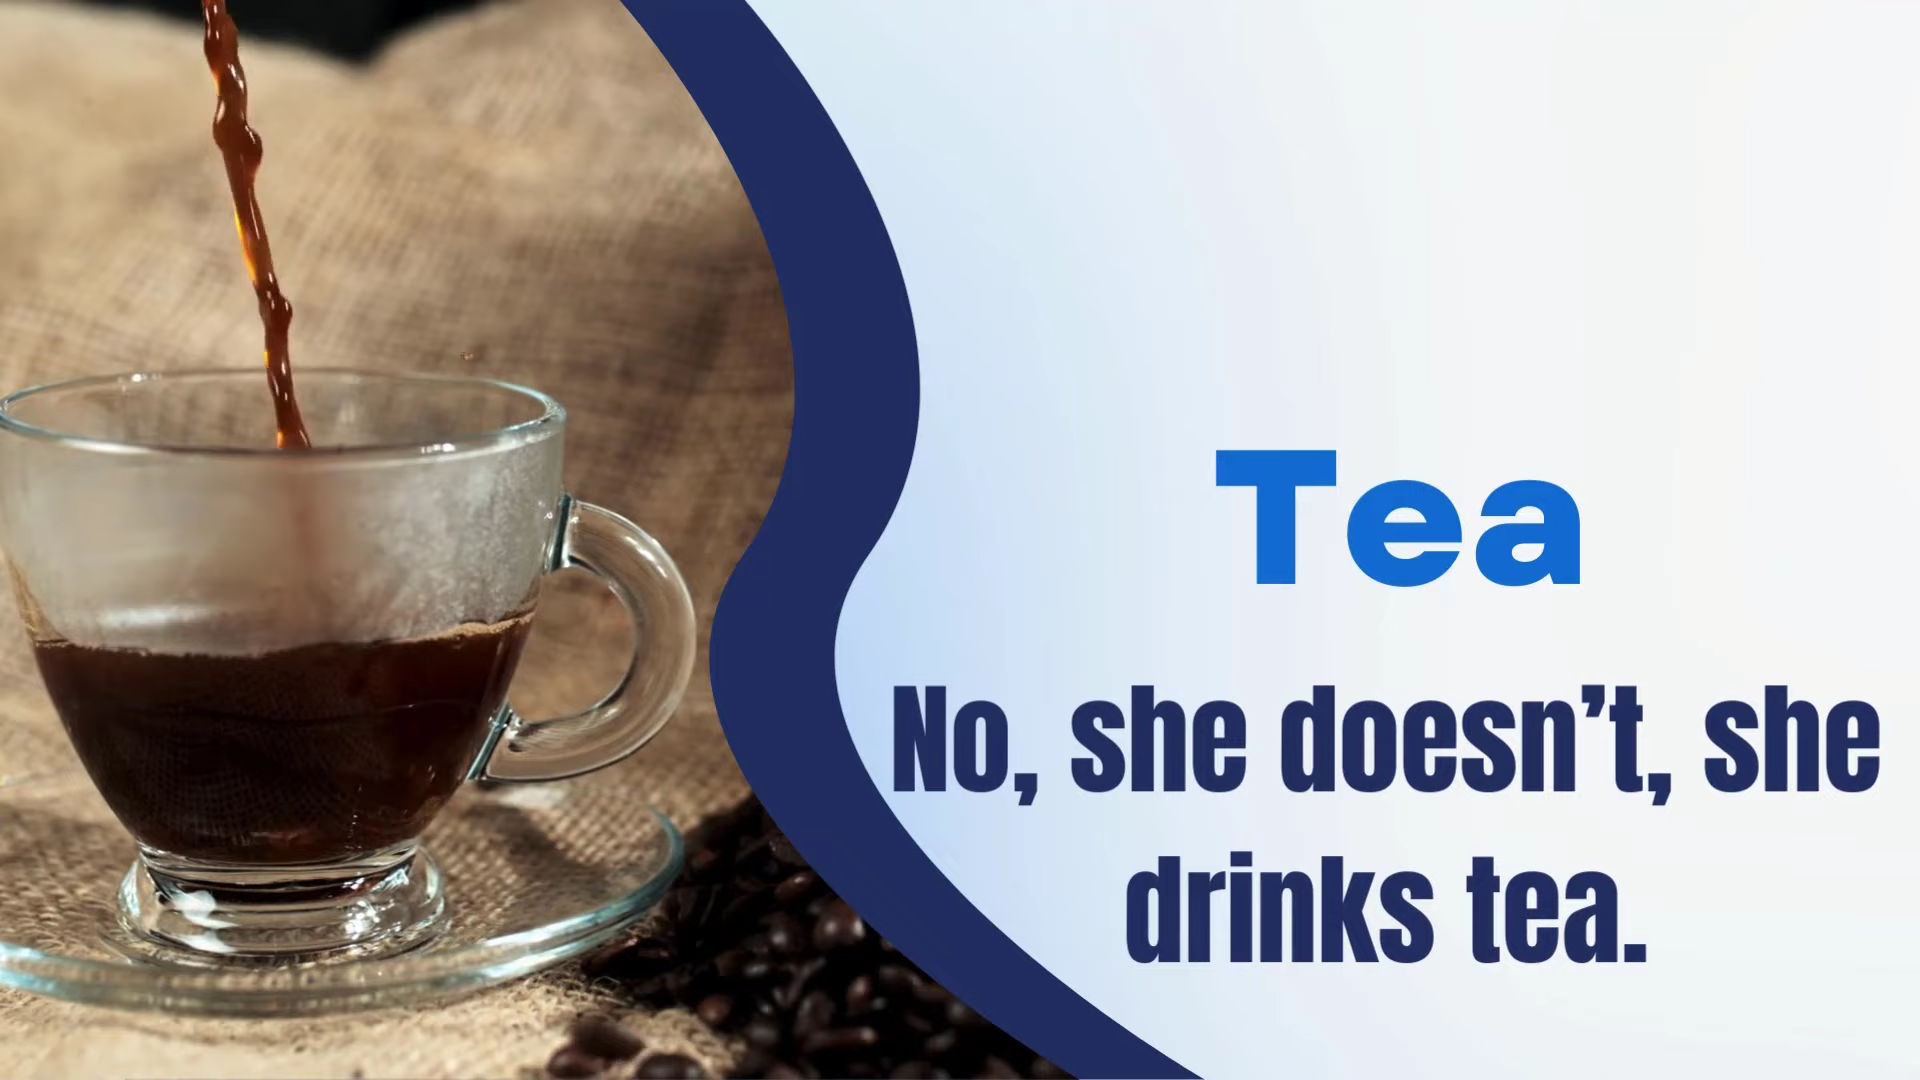 Tea
No, she doesn’t, she
drinks tea.